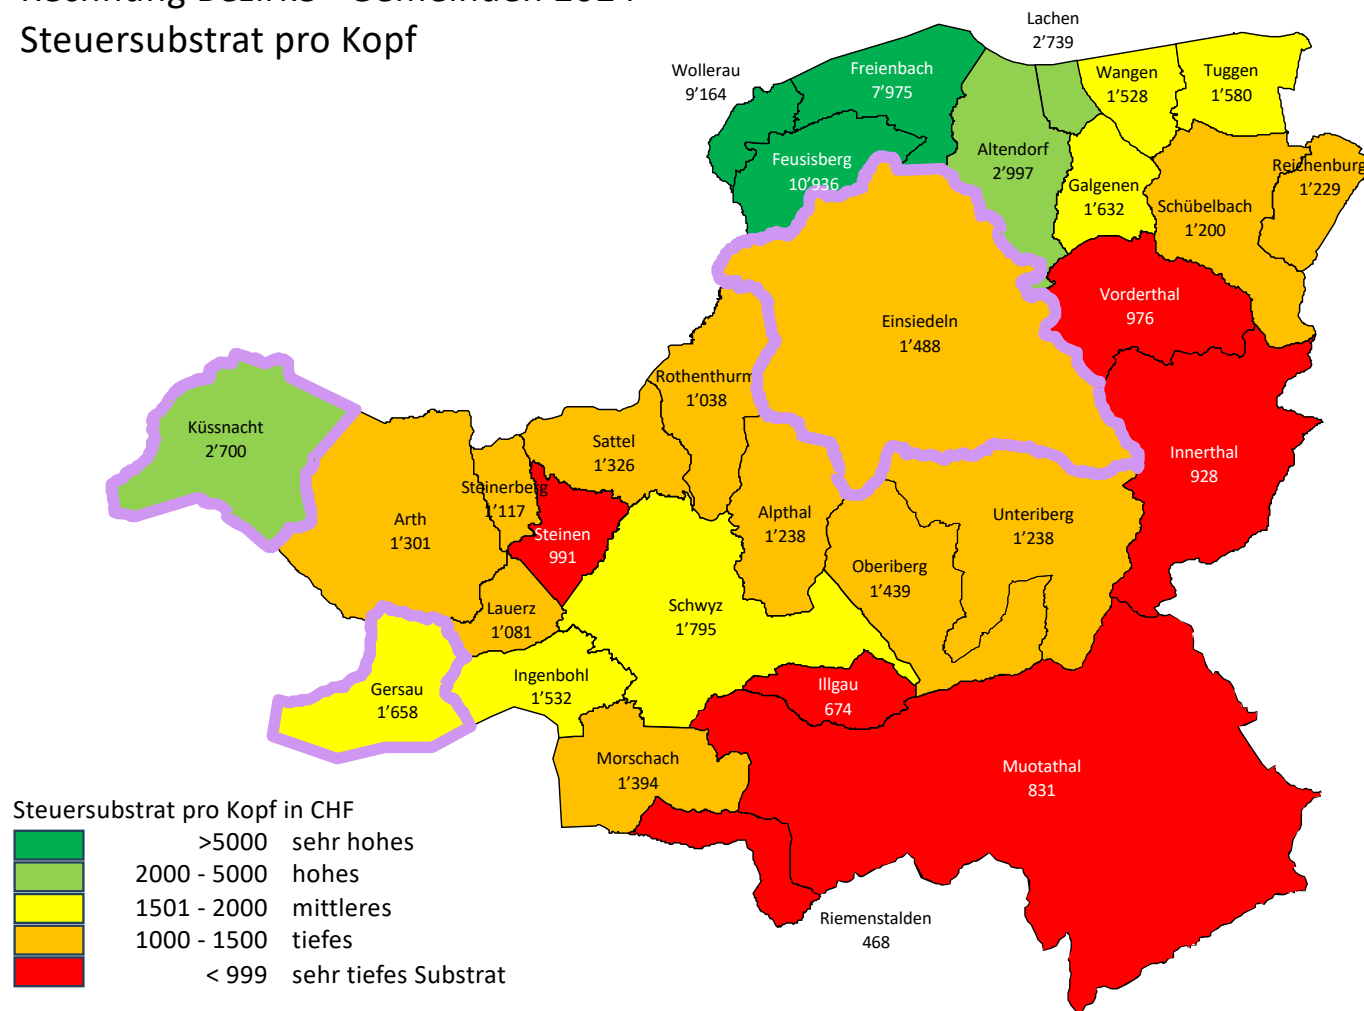 Rechnung Bezirke - Gemeinden 2024
Steuersubstrat pro Kopf
Lachen
2'739
Wollerau
9'164
Freienbach
7'975
Wangen
1'528
Tuggen
1'580
Feusisberg
10'936
Altendorf
2'997
Galgenen
1'632
Reichenburg
1'229
Schübelbach
1'200
Vorderthal
976
Einsiedeln
1'488
Rothenthurm
1'038
Küssnacht
2'700
Sattel
1'326
Innerthal
928
Steinerberg
1'117
Arth
1'301
Steinen
991
Alpthal
1'238
Unteriberg
1'238
Oberiberg
1'439
Lauerz
1'081
Schwyz
1'795
Gersau
1'658
Ingenbohl
1'532
Illgau
674
Morschach
1'394
Muotathal
831
Riemenstalden
468
Steuersubstrat pro Kopf in CHF
>5000 sehr hohes
2000 - 5000 hohes
1501 - 2000 mittleres
1000 - 1500 tiefes
< 999 sehr tiefes Substrat